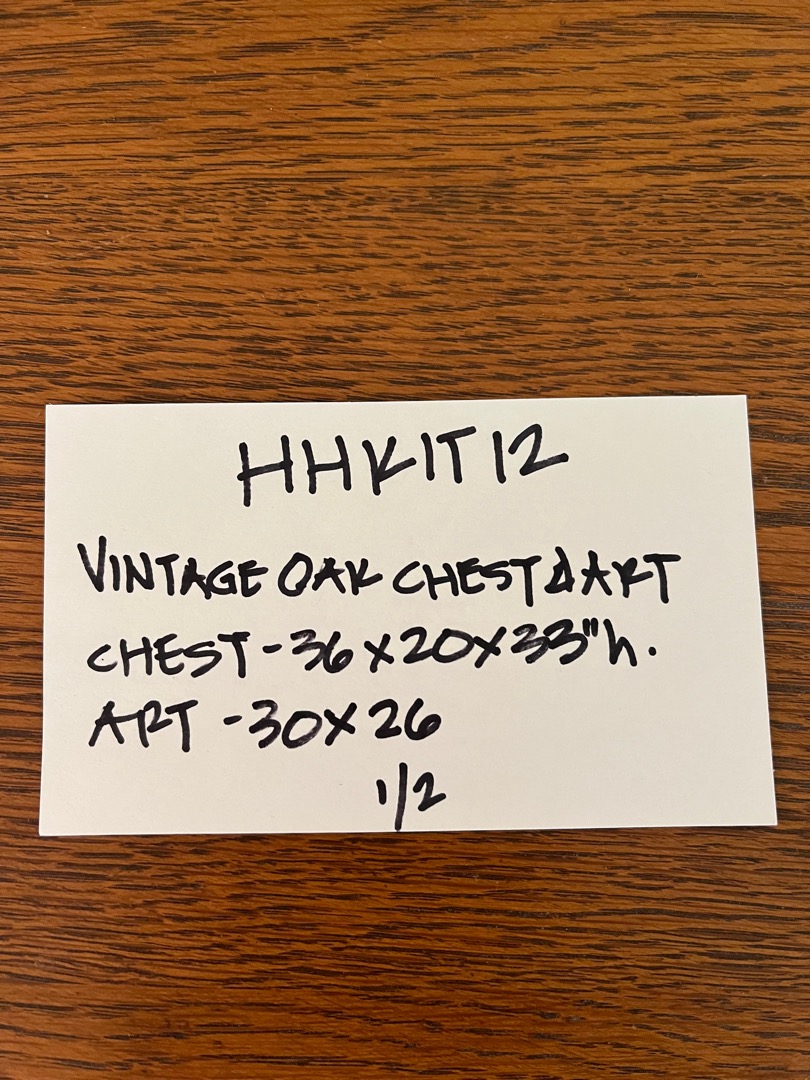 HHKIT12
VINTAGE OAK CHEST & ART
CHEST - 36 X 20 X 33" h.
ART - 30 X 26
1/2